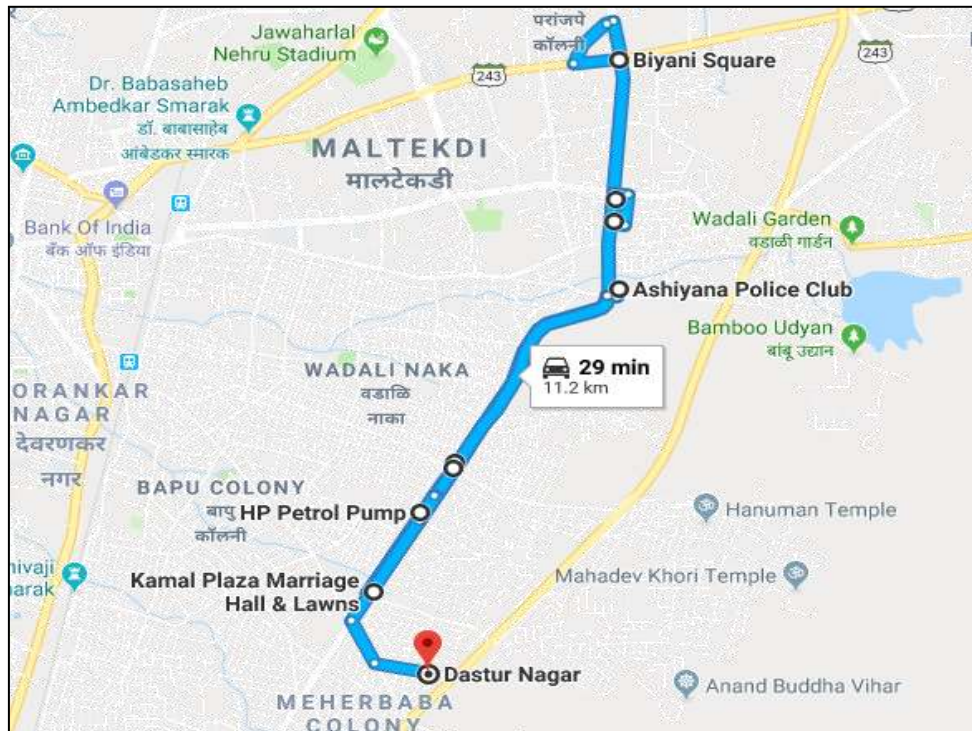 परांजपे
कॉलनी
243
Jawaharlal
Nehru Stadium
Biyani Square
243
243
Dr. Babasaheb
Ambedkar Smarak
डॉ. बाबासाहेब
आंबेडकर स्मारक
MALTEKDI
मालटेकडी
Bank Of India
बँक ऑफ इंडिया
Wadali Garden
वडाळी गार्डन
Ashiyana Police Club
Bamboo Udyan
बांबू उद्यान
WADALI NAKA
वडाळि
नाका
29 min
11.2 km
ORANKAR
NAGAR
देवरणकर
नगर
BAPU COLONY
बापु
कॉलनी
HP Petrol Pump
Hanuman Temple
Mahadev Khori Temple
Kamal Plaza Marriage
Hall & Lawns
Dastur Nagar
Anand Buddha Vihar
MEHERBABA
COLONY